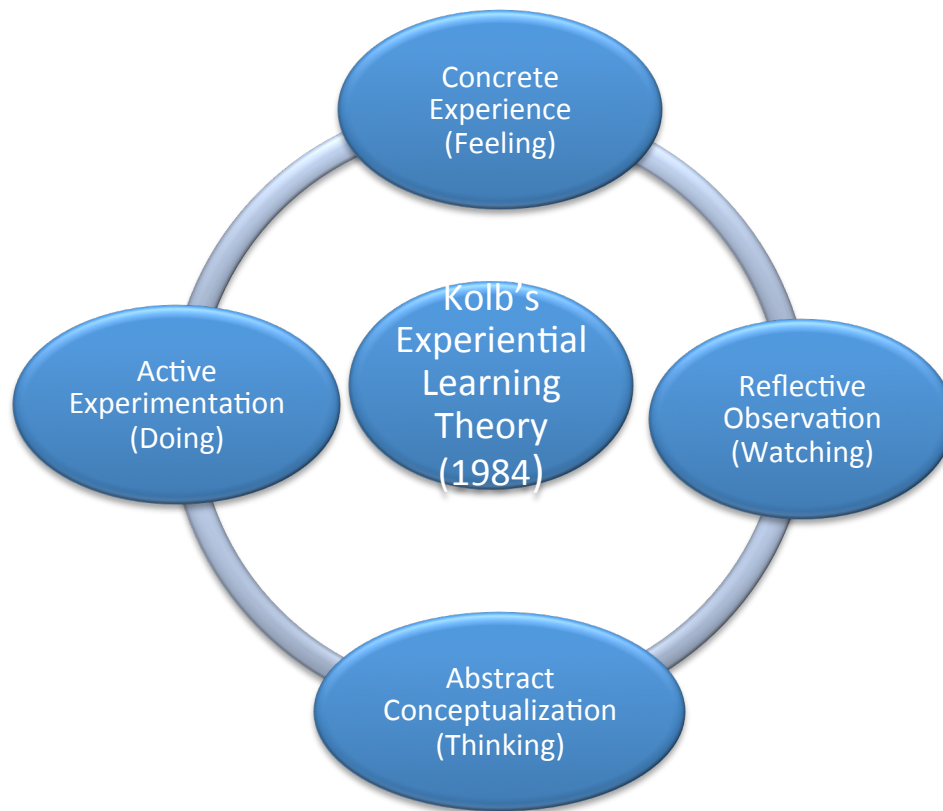 Concrete
Experience
(Feeling)
Kolb’s
Experiential
Learning
Theory
(1984)
Active
Experimentation
(Doing)
Reflective
Observation
(Watching)
Abstract
Conceptualization
(Thinking)